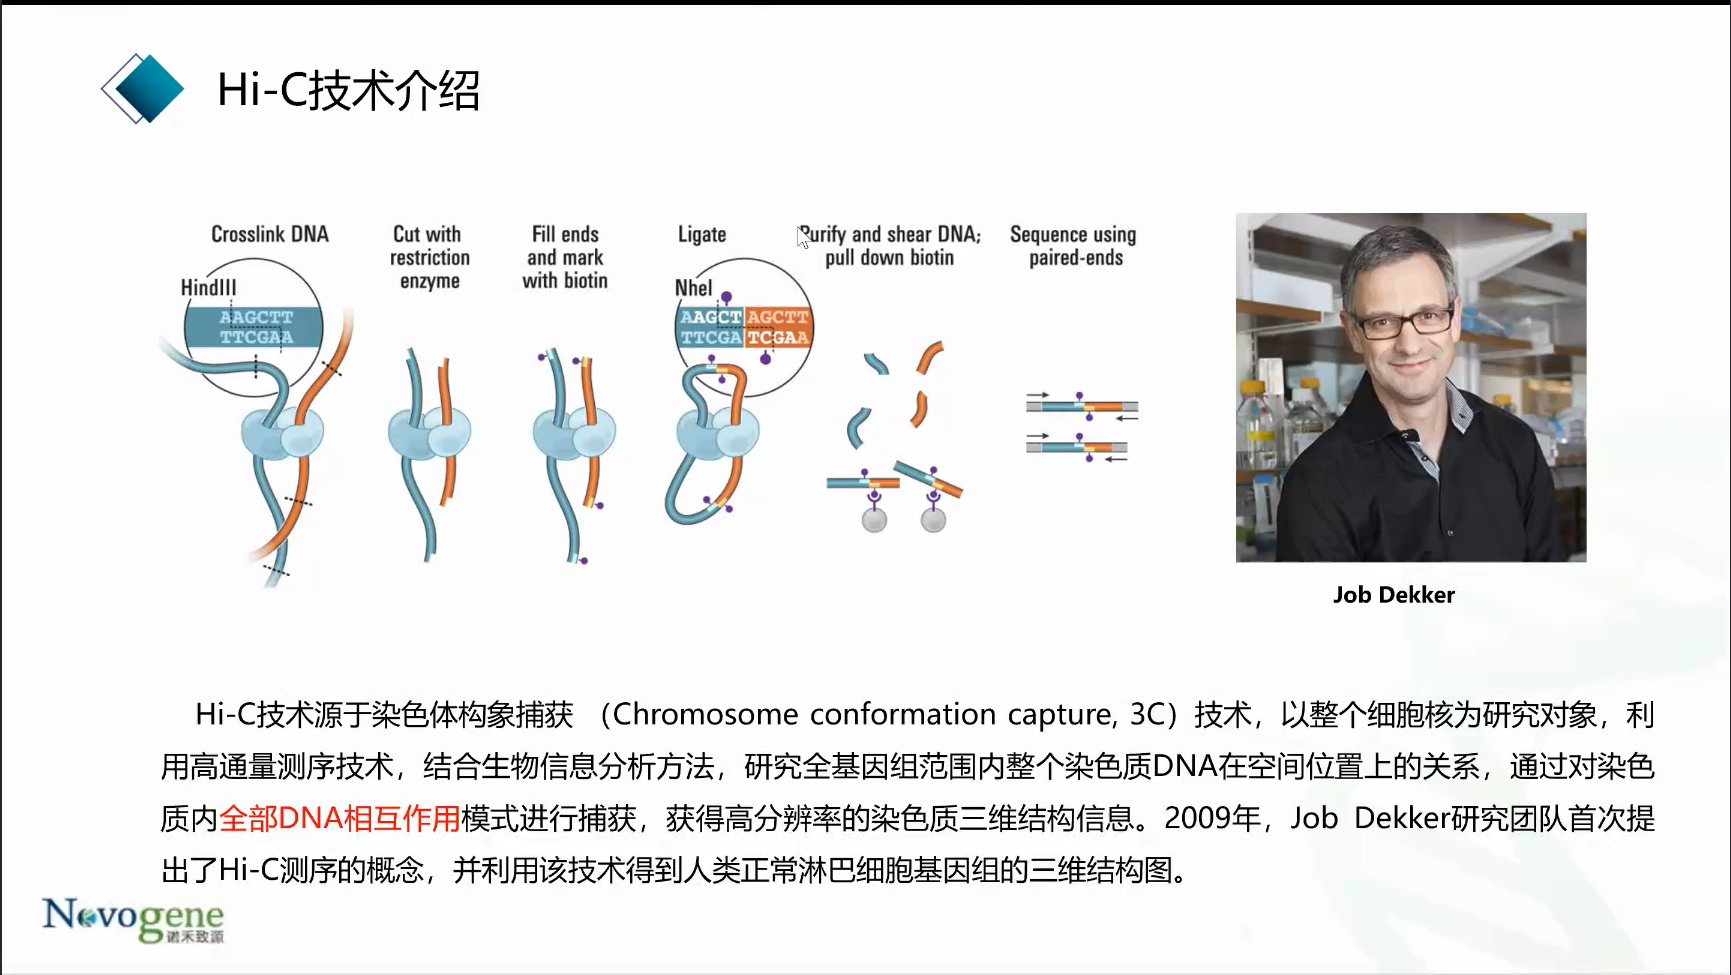 Hi-C技术介绍
Crosslink DNA
HindIII
AAGCTT
TTCGAA
Cut with
restriction
enzyme
Fill ends
and mark
with biotin
Ligate
NheI
AAGCT AGCTT
TTCGA TCGAA
Purify and shear DNA;
pull down biotin
Sequence using
paired-ends
Job Dekker
Hi-C技术源于染色体构象捕获 （Chromosome conformation capture, 3C）技术，以整个细胞核为研究对象，利
用高通量测序技术，结合生物信息分析方法，研究全基因组范围内整个染色质DNA在空间位置上的关系，通过对染色
质内全部DNA相互作用模式进行捕获，获得高分辨率的染色质三维结构信息。2009年，Job Dekker研究团队首次提
出了Hi-C测序的概念，并利用该技术得到人类正常淋巴细胞基因组的三维结构图。
Novogene
诺禾致源